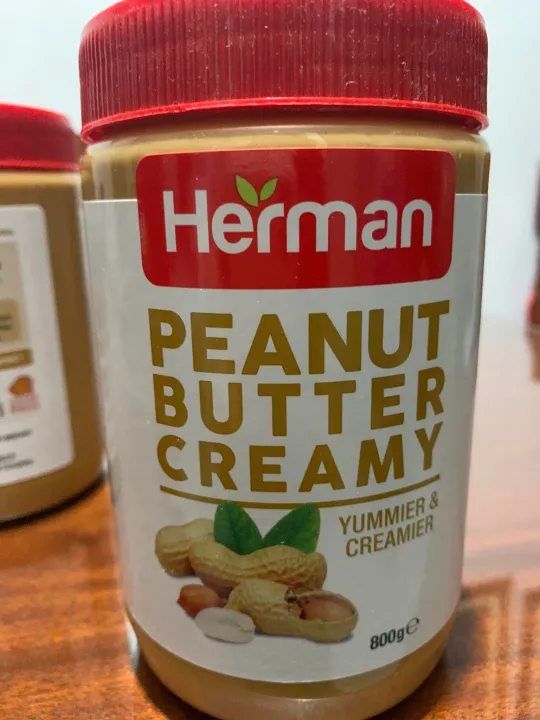 Herman
PEANUT
BUTTER
CREAMY
YUMMIER &
CREAMIER
800g℮